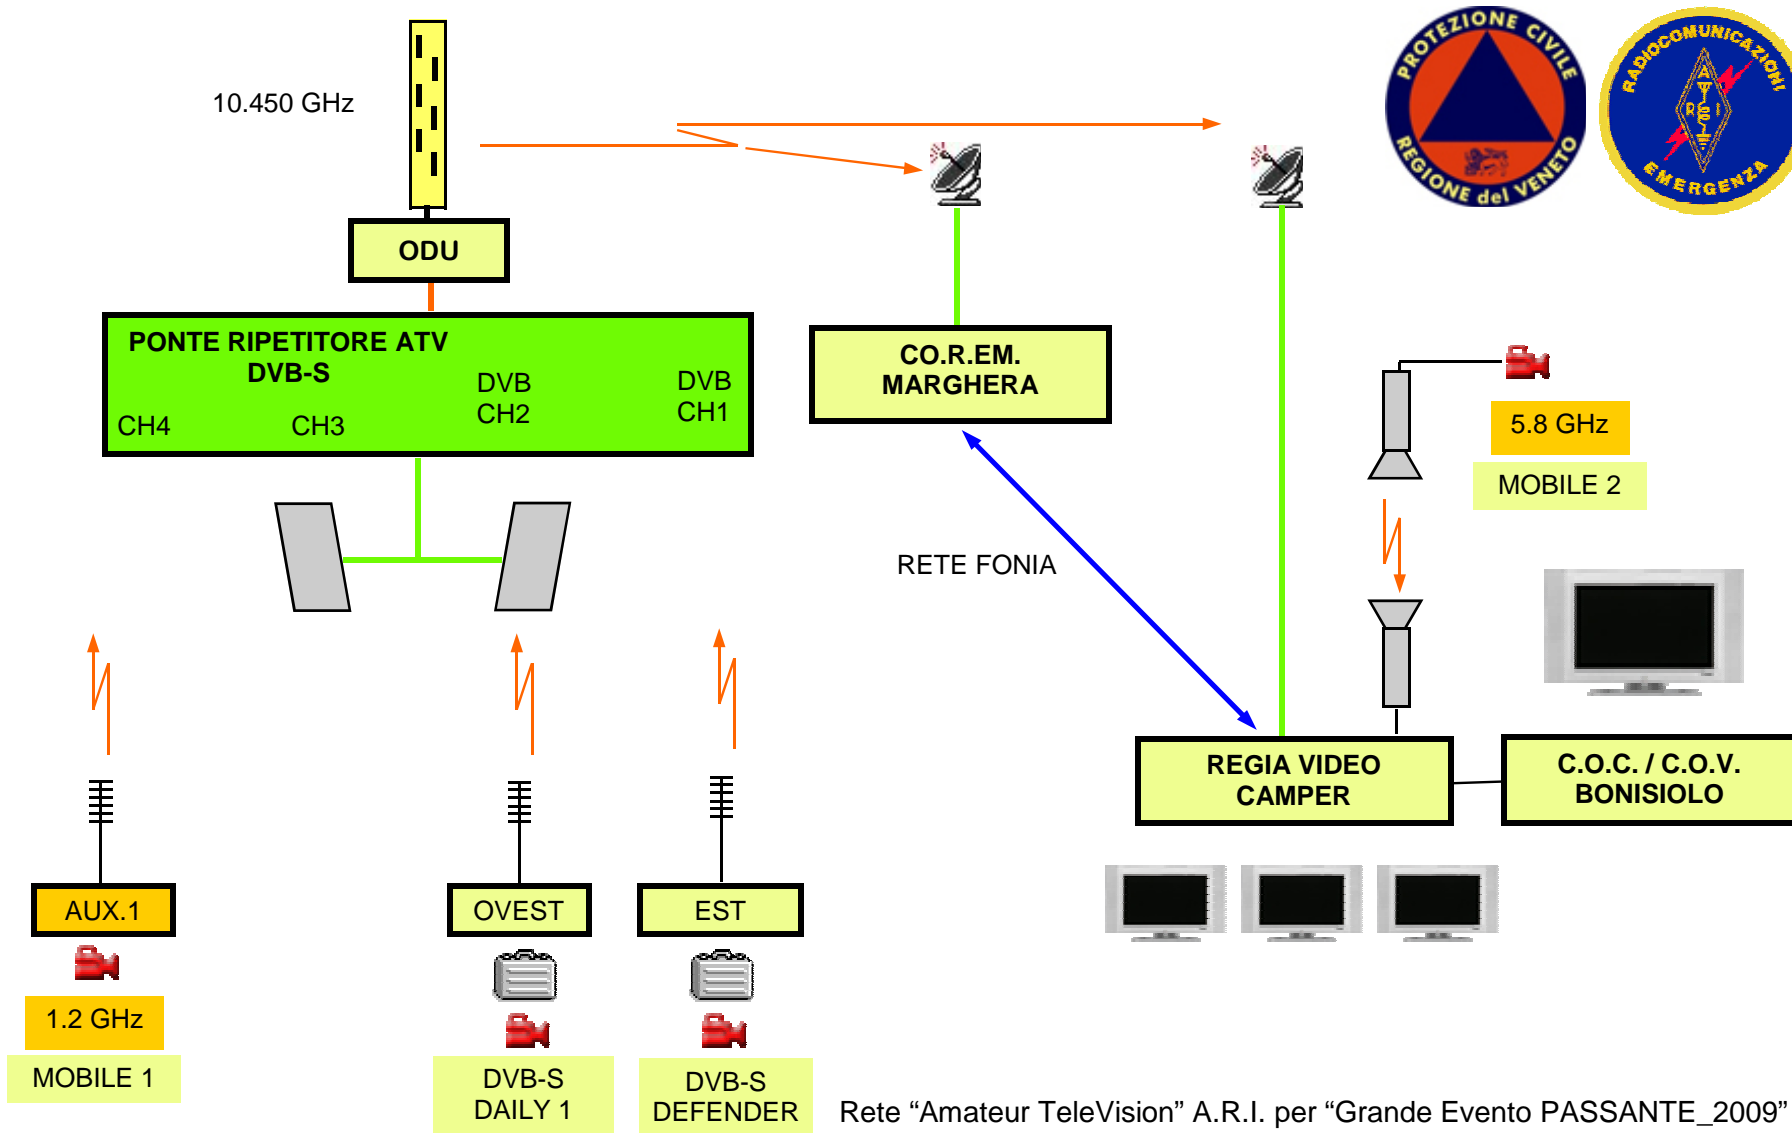 10.450 GHz
PROTEZIONE CIVILE
REGIONE del VENETO
RADIOCOMUNICAZIONI
A
R I
EMERGENZA
ODU
PONTE RIPETITORE ATV
DVB-S
DVB
CH2
DVB
CH1
CH4
CH3
CO.R.EM.
MARGHERA
5.8 GHz
MOBILE 2
RETE FONIA
REGIA VIDEO
CAMPER
C.O.C. / C.O.V.
BONISIOLO
AUX.1
OVEST
EST
1.2 GHz
MOBILE 1
DVB-S
DAILY 1
DVB-S
DEFENDER
Rete “Amateur TeleVision” A.R.I. per “Grande Evento PASSANTE_2009”